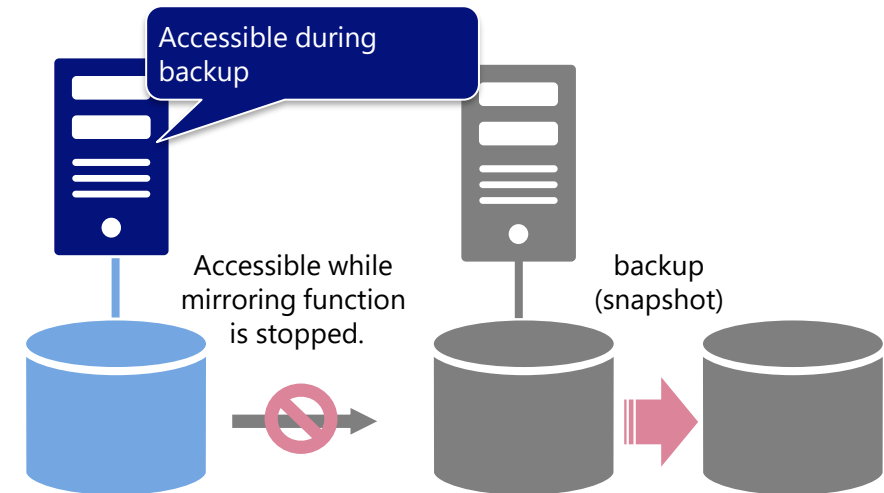 Accessible during
backup
Accessible while
mirroring function
is stopped.
backup
(snapshot)